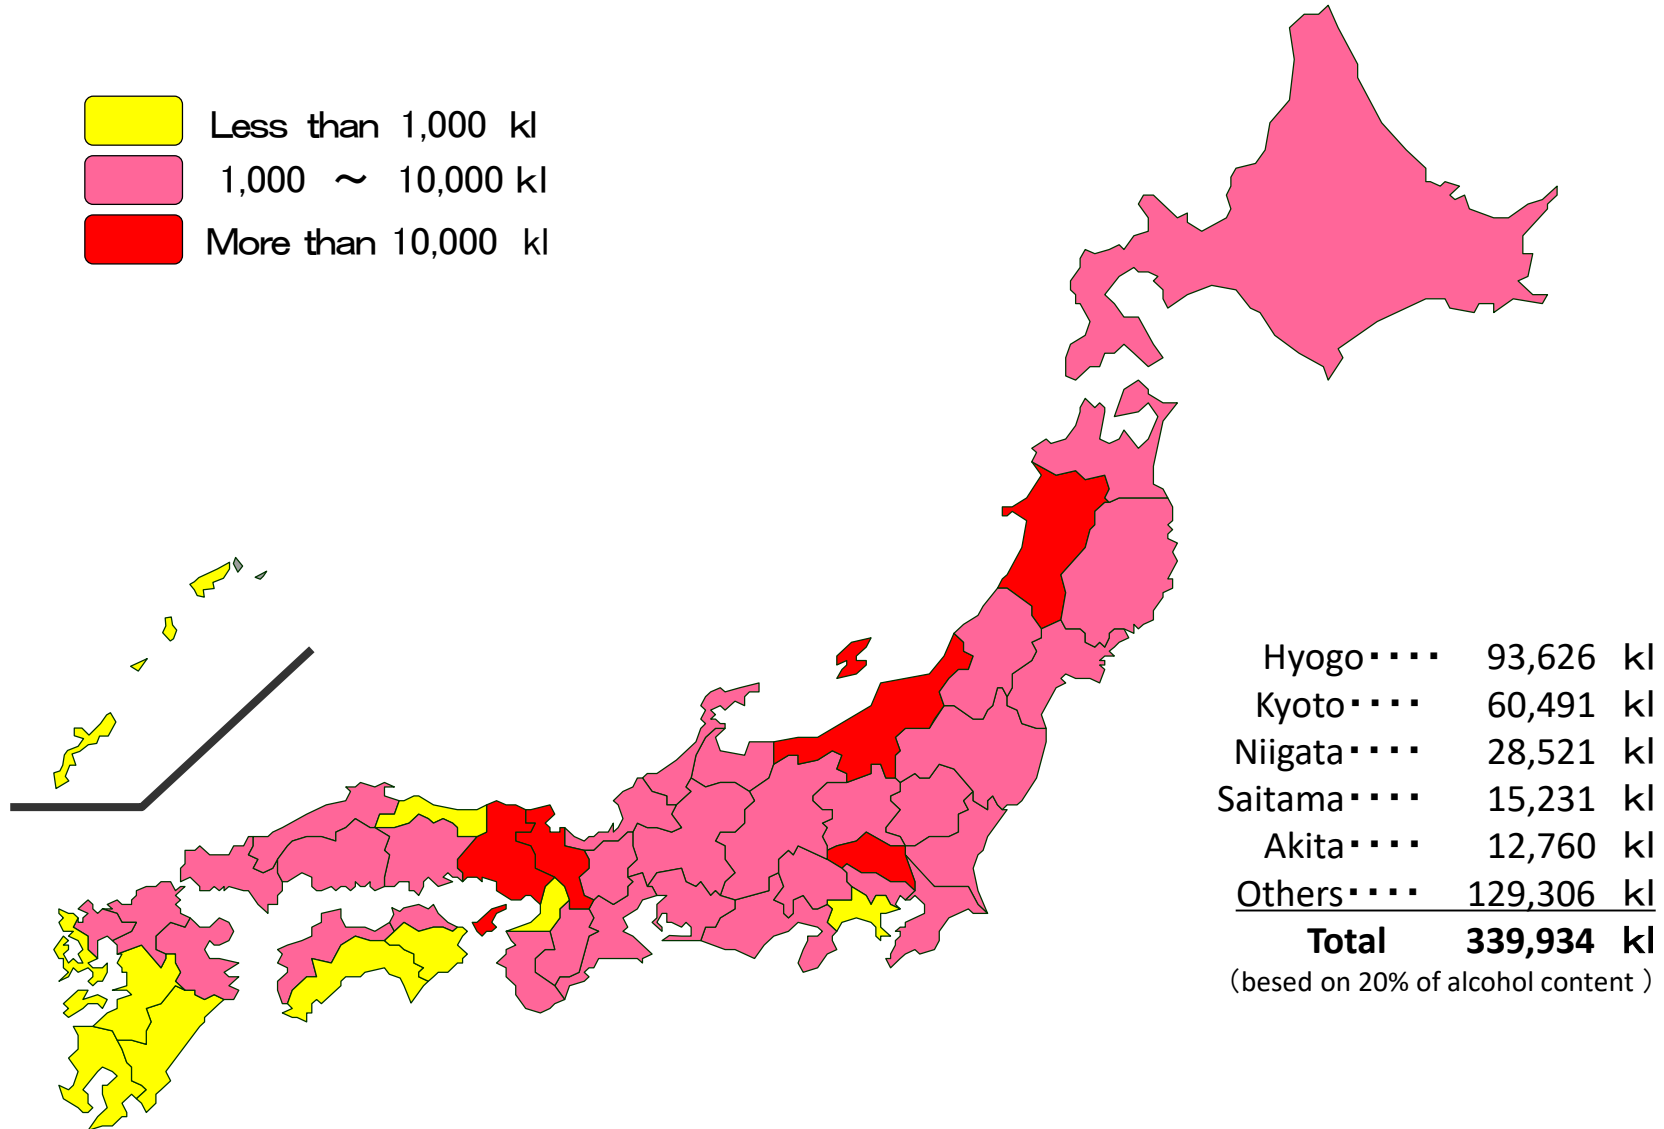 Less than 1,000 kl
1,000 ～ 10,000 kl
More than 10,000 kl
Hyogo・・・・ 93,626 kl
Kyoto・・・・ 60,491 kl
Niigata・・・・ 28,521 kl
Saitama・・・・ 15,231 kl
Akita・・・・ 12,760 kl
Others・・・・ 129,306 kl
Total 339,934 kl
（besed on 20% of alcohol content ）